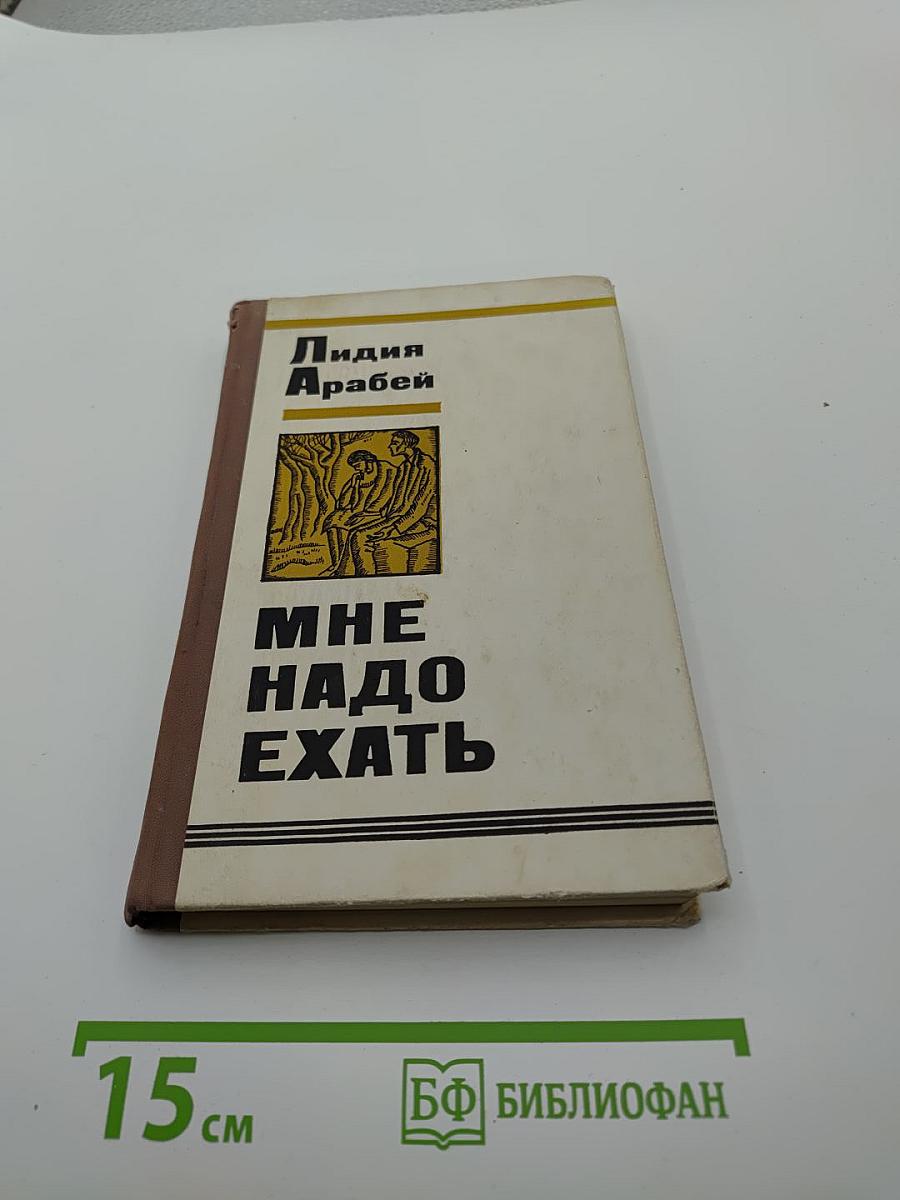 Лидия
Арабей
МНЕ
НАДО
ЕХАТЬ
15 см
БФ БИБЛИОФАН